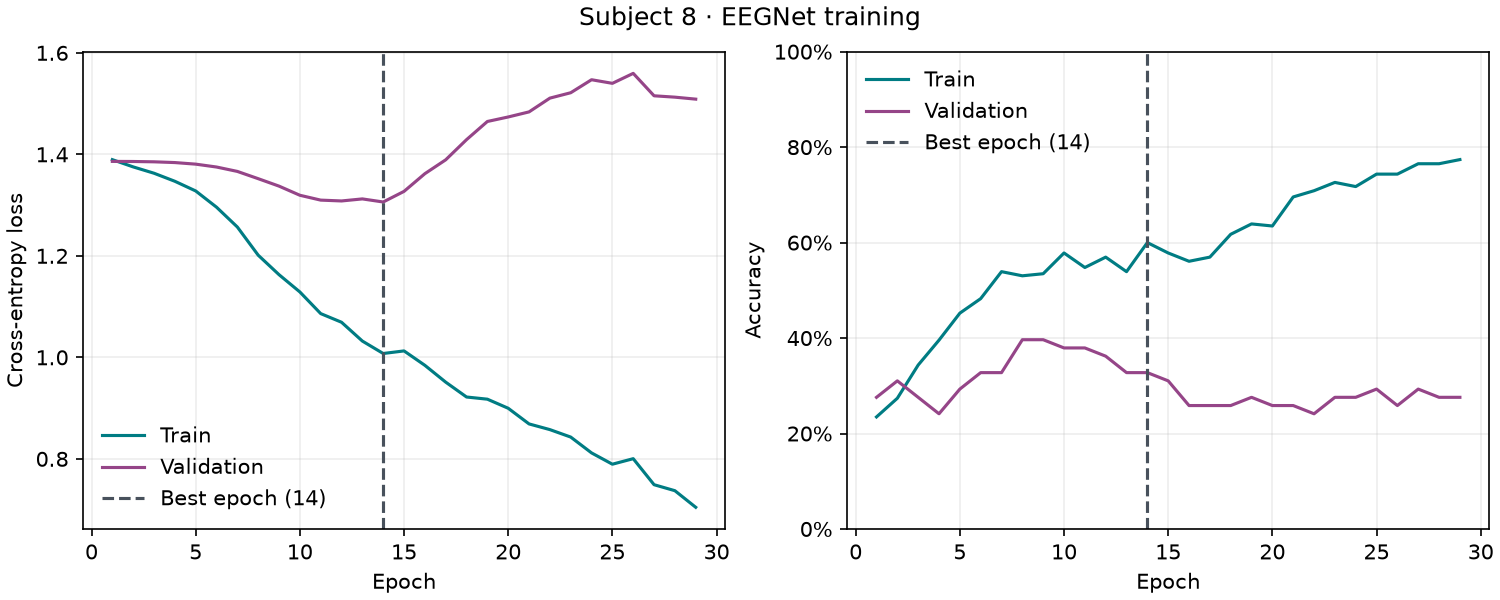 Subject 8 · EEGNet training
Cross-entropy loss
1.6
1.4
1.2
1.0
0.8
Train
Validation
Best epoch (14)
0 5 10 15 20 25 30
Epoch
Accuracy
100%
80%
60%
40%
20%
0%
Train
Validation
Best epoch (14)
0 5 10 15 20 25 30
Epoch